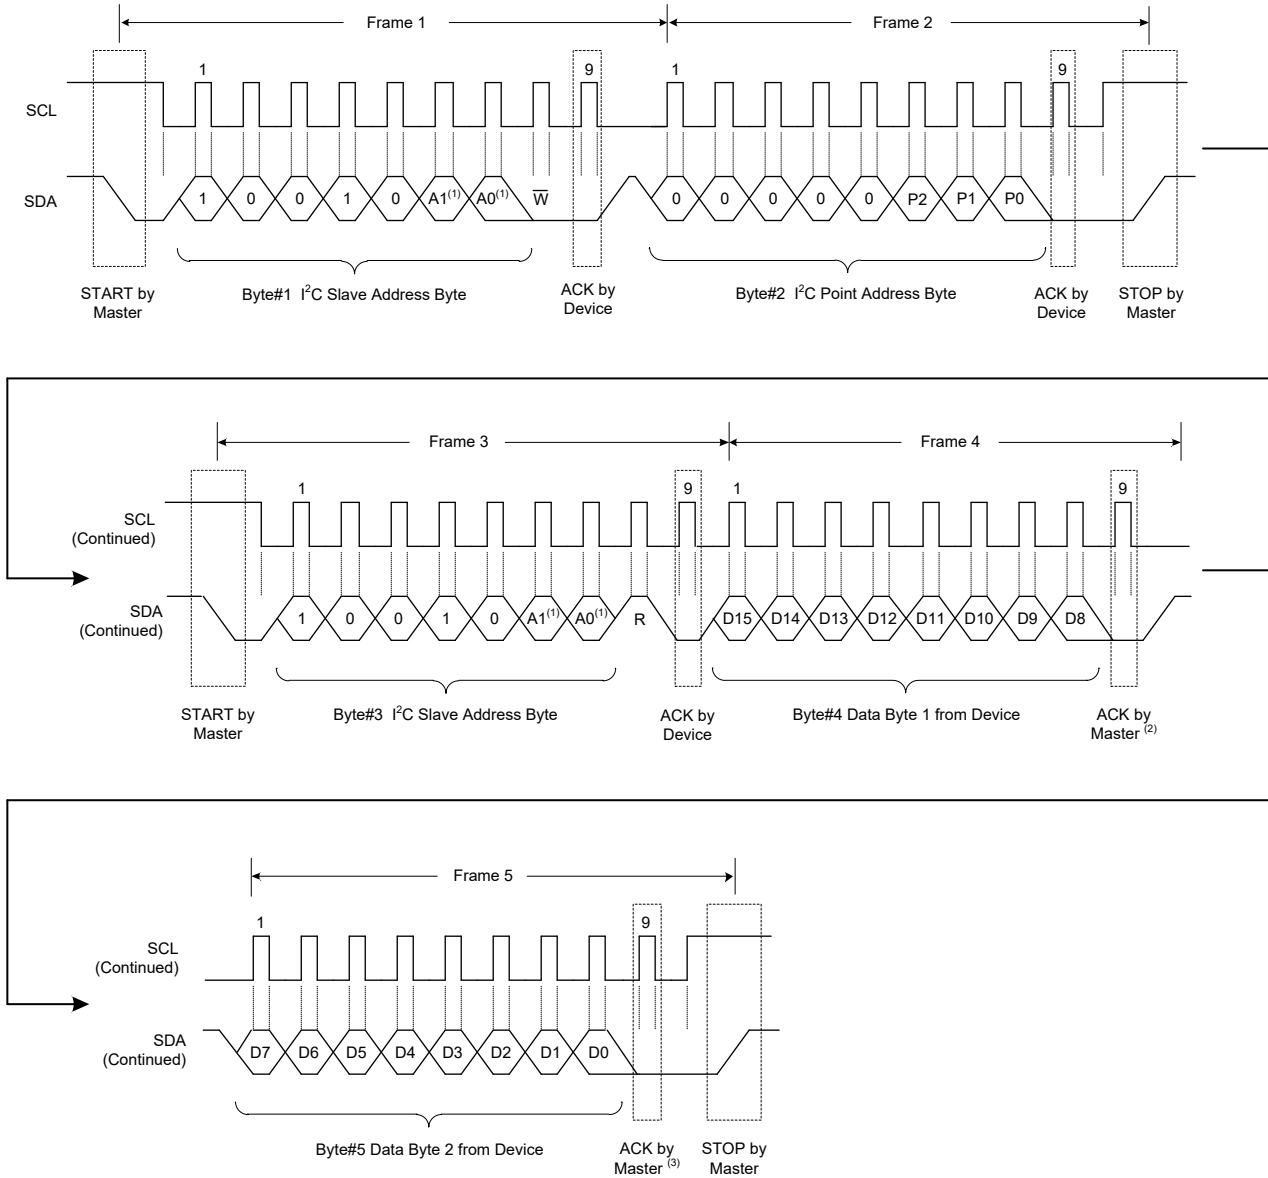 Frame 1 Frame 2
1 9 1 9
SCL
SDA 1 0 0 1 0 A1(1) A0(1) W̅ 0 0 0 0 0 P2 P1 P0
START by
Master
Byte#1 I²C Slave Address Byte
ACK by
Device
Byte#2 I²C Point Address Byte
ACK by
Device
STOP by
Master
Frame 3 Frame 4
1 9 1 9
SCL
(Continued)
SDA
(Continued)
1 0 0 1 0 A1(1) A0(1) R D15 D14 D13 D12 D11 D10 D9 D8
START by
Master
Byte#3 I²C Slave Address Byte
ACK by
Device
Byte#4 Data Byte 1 from Device
ACK by
Master (2)
Frame 5
1 9
SCL
(Continued)
SDA
(Continued)
D7 D6 D5 D4 D3 D2 D1 D0
Byte#5 Data Byte 2 from Device
ACK by
Master (3)
STOP by
Master